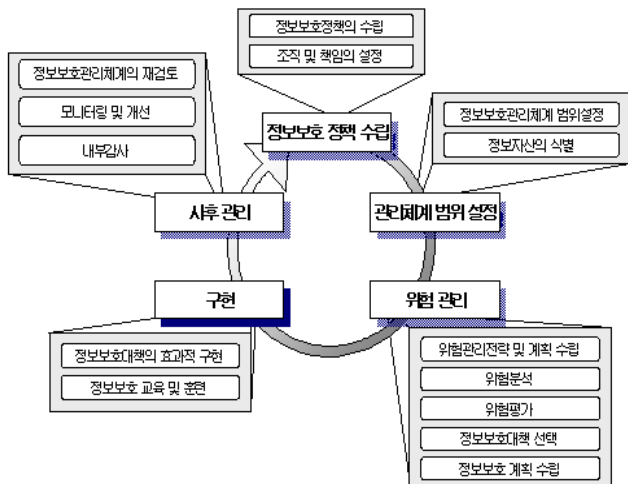 정보보호정책의 수립
조직 및 책임의 설정
정보보호 정책 수립
정보보호관리체계 범위설정
정보자산의 식별
관리체계 범위 설정
위험 관리
위험관리전략 및 계획 수립
위험분석
위험평가
정보보호대책 선택
정보보호 계획 수립
구현
정보보호대책의 효과적 구현
정보보호 교육 및 훈련
사후 관리
정보보호관리체계의 재검토
모니터링 및 개선
내부감사